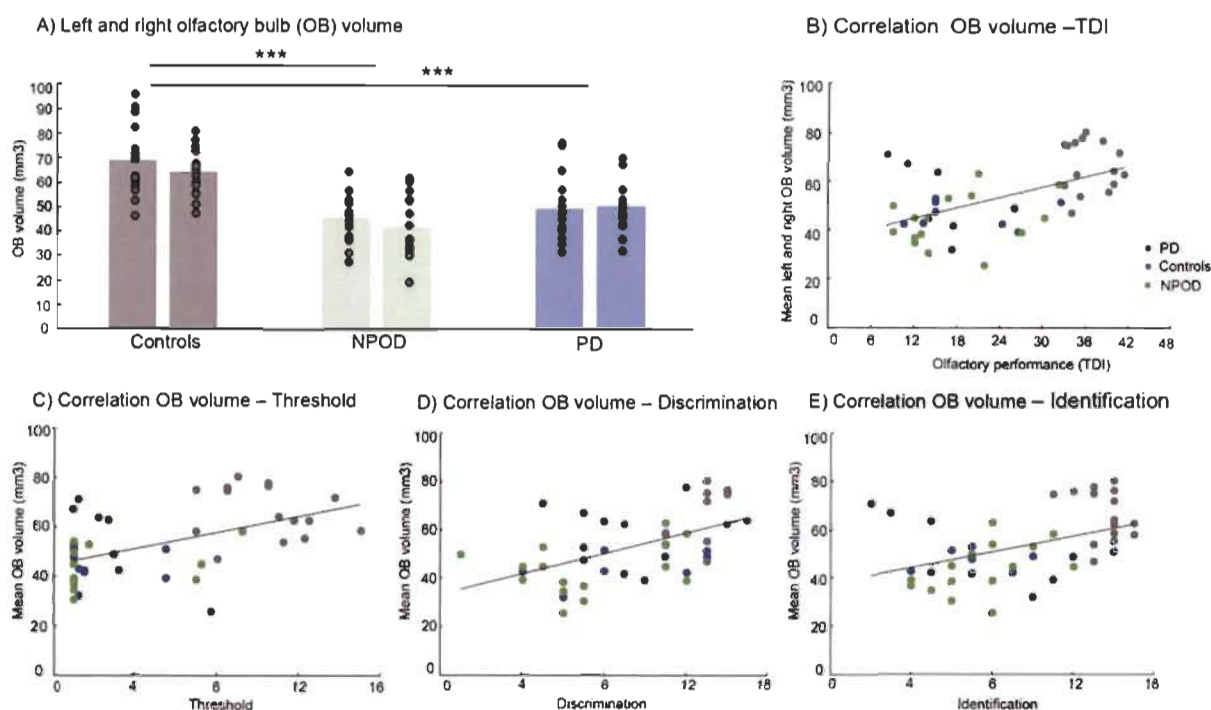 A) Left and right olfactory bulb (OB) volume
***
***
OB volume (mm3)
100
90
80
70
60
50
40
30
20
10
0
Controls
NPOD
PD
B) Correlation OB volume –TDI
Mean left and right OB volume (mm3)
100
80
60
40
20
0
0 6 12 18 24 30 36 42 48
Olfactory performance (TDI)
PD
Controls
NPOD
C) Correlation OB volume – Threshold
Mean OB volume (mm3)
100
80
60
40
20
0
0 4 8 12 16
Threshold
D) Correlation OB volume – Discrimination
Mean OB volume (mm3)
100
80
60
40
20
0
0 6 12 18
Discrimination
E) Correlation OB volume – Identification
Mean OB volume (mm3)
100
80
60
40
20
0
0 4 8 12 16
Identification